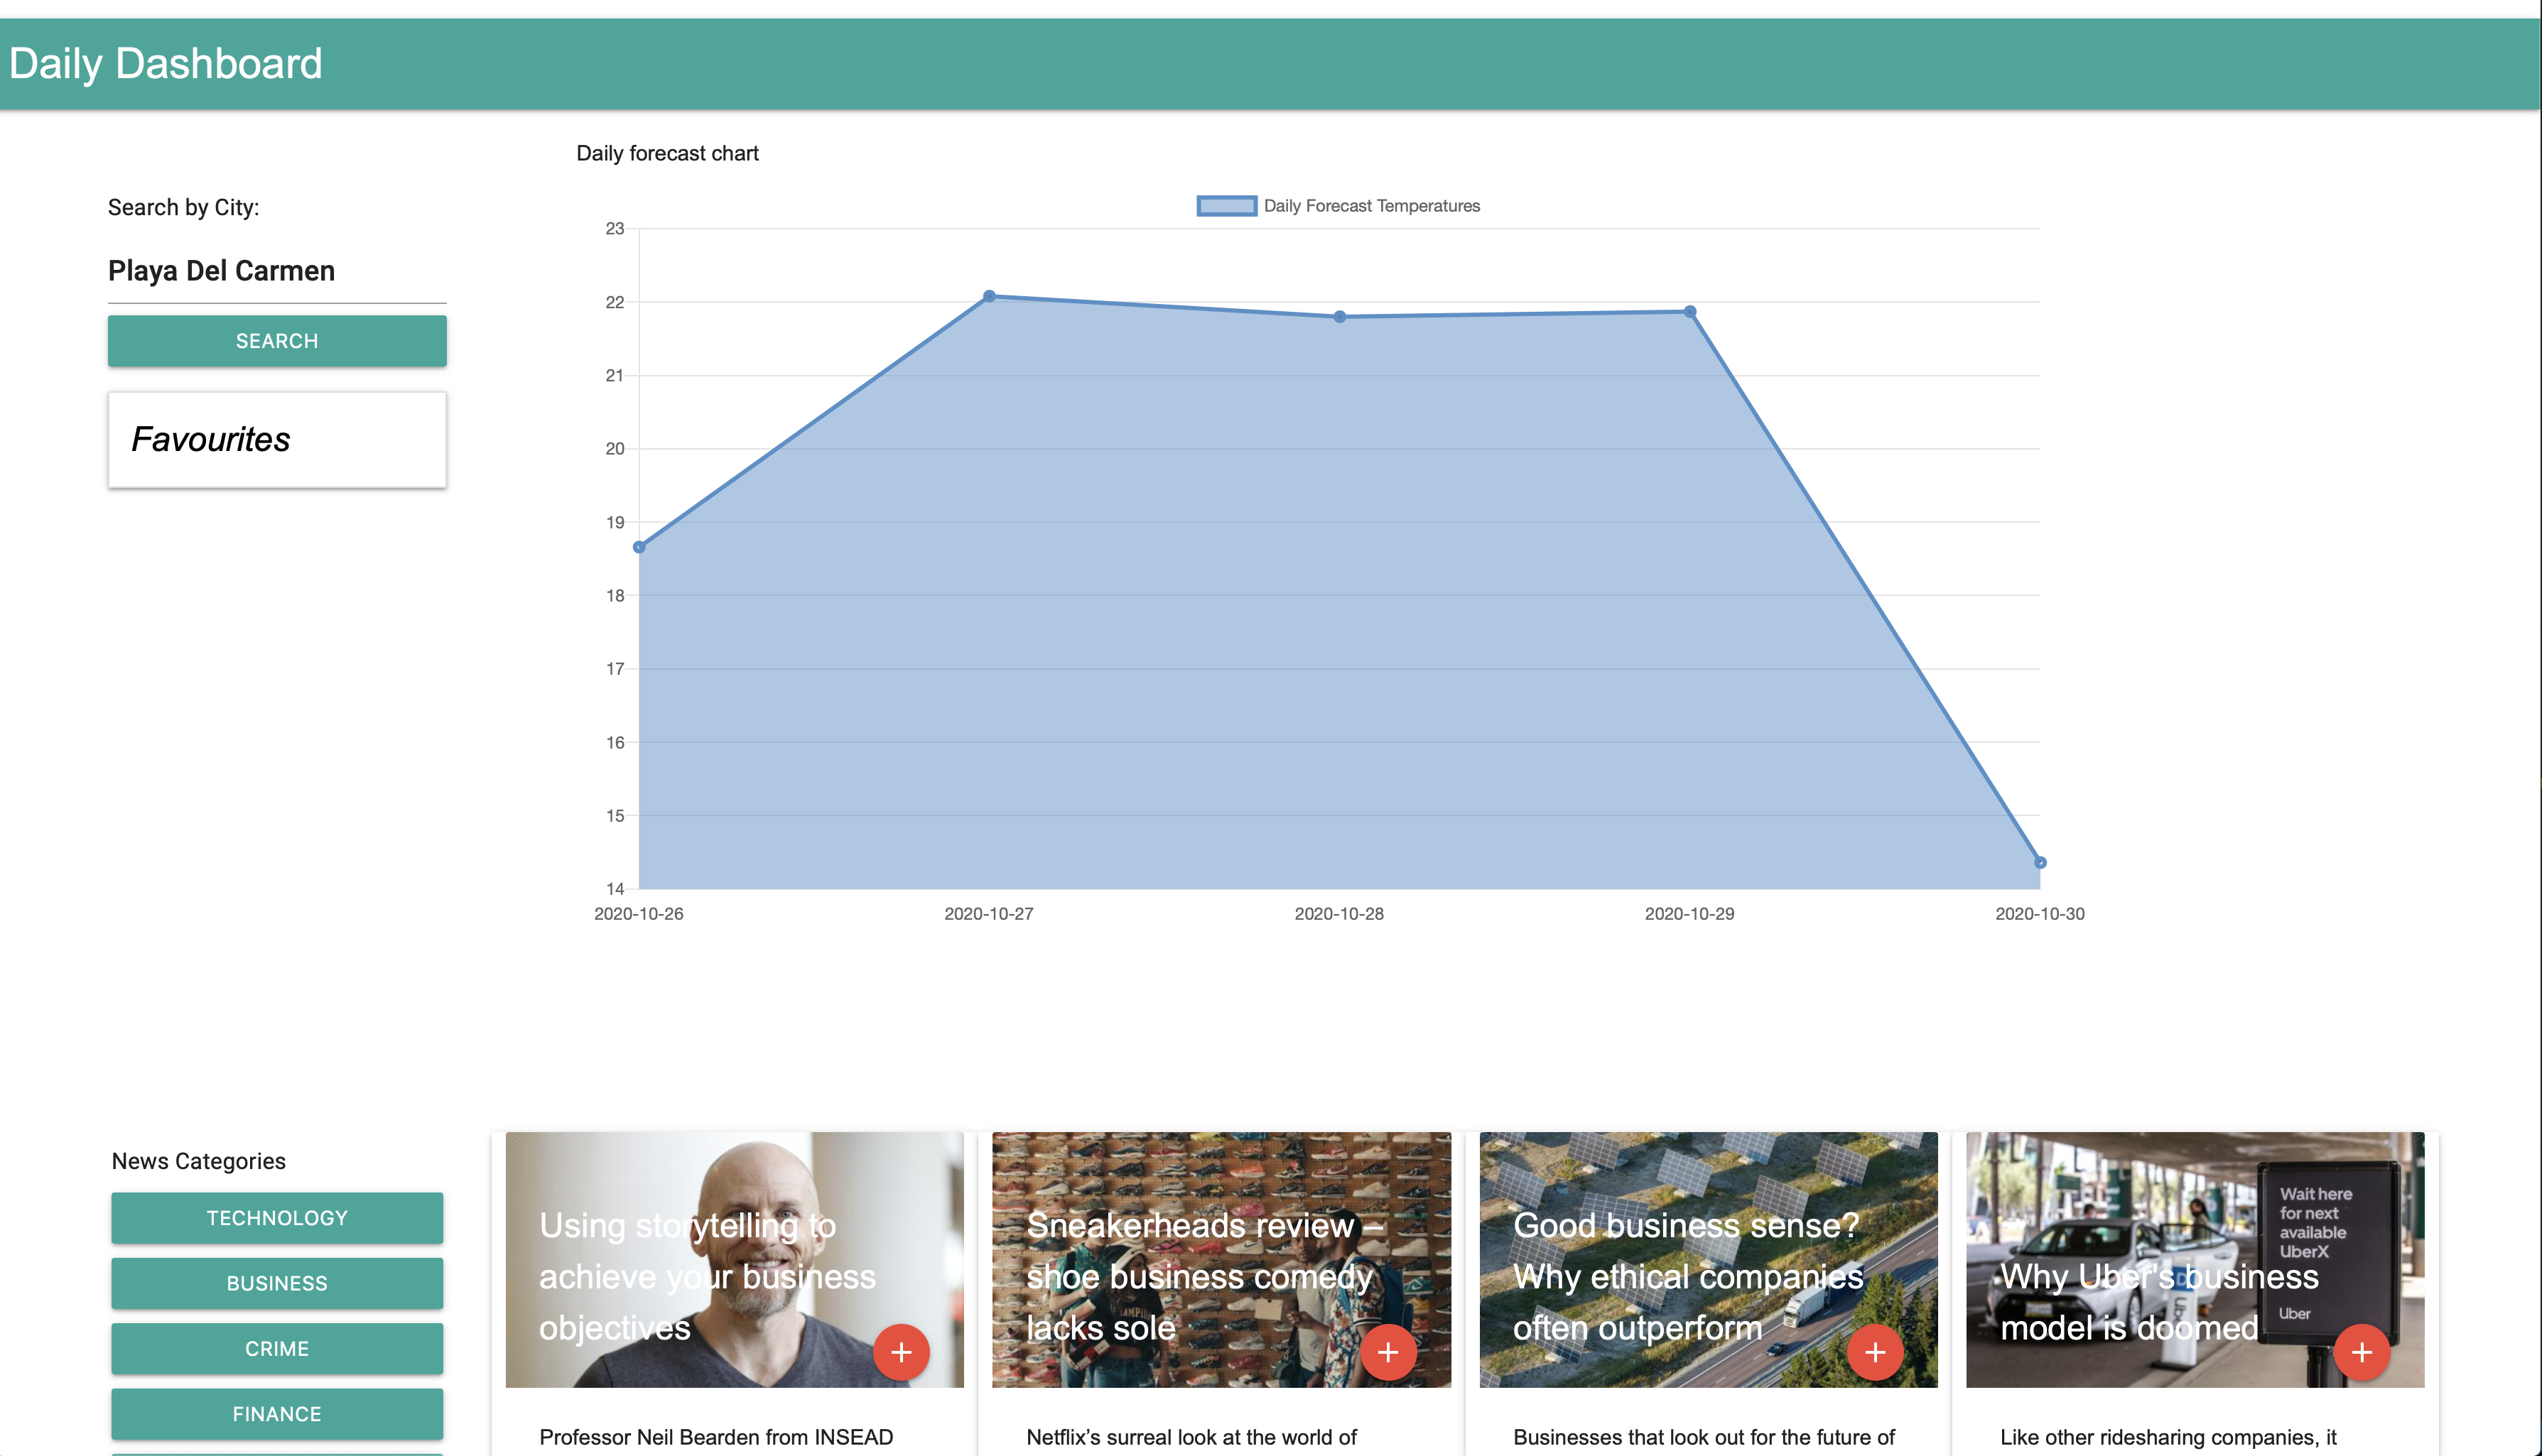 Daily Dashboard
Daily forecast chart
Search by City:
Playa Del Carmen
SEARCH
Favourites
Daily Forecast Temperatures
23
22
21
20
19
18
17
16
15
14
2020-10-26 2020-10-27 2020-10-28 2020-10-29 2020-10-30
News Categories
TECHNOLOGY
BUSINESS
CRIME
FINANCE
Using storytelling to
achieve your business
objectives
+
Professor Neil Bearden from INSEAD
Sneakerheads review –
shoe business comedy
lacks sole
+
Netflix’s surreal look at the world of
Good business sense?
Why ethical companies
often outperform
+
Businesses that look out for the future of
Wait here
for next
available
UberX
Uber
Why Uber's business
model is doomed
+
Like other ridesharing companies, it